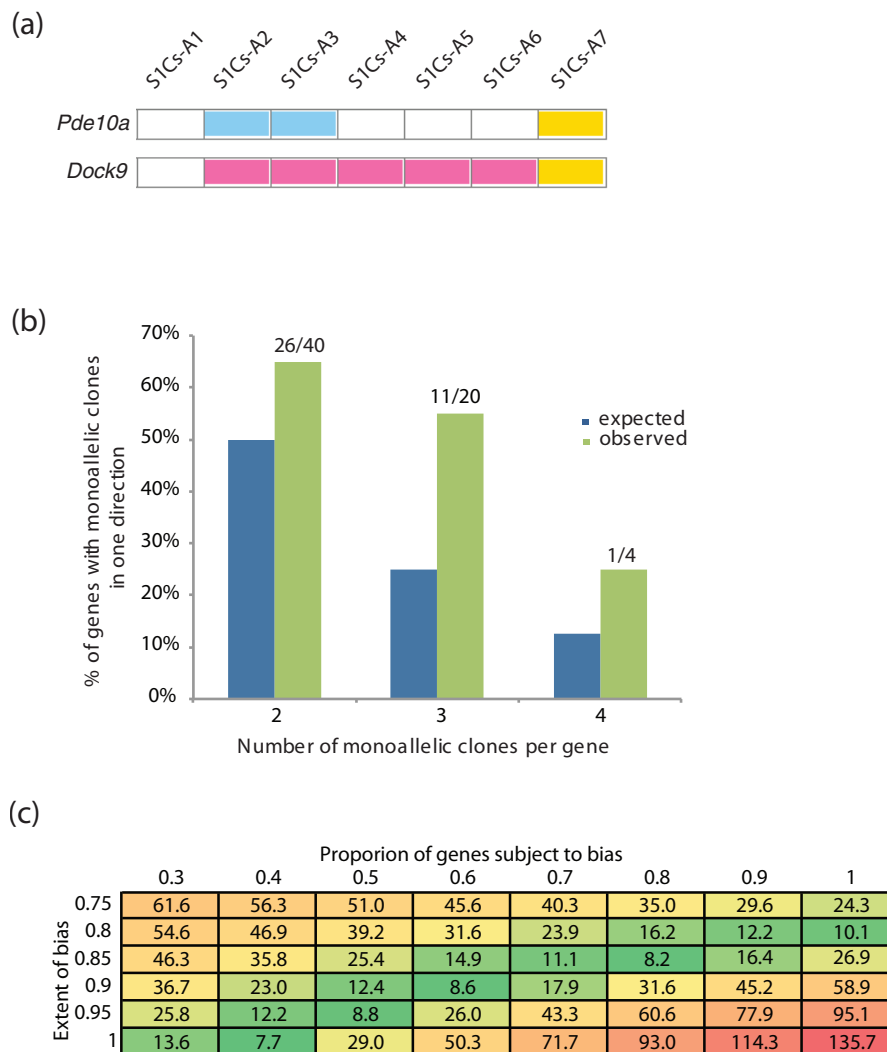 (a)
S1Cs-A1 S1Cs-A2 S1Cs-A3 S1Cs-A4 S1Cs-A5 S1Cs-A6 S1Cs-A7
Pde10a
Dock9
(b)
% of genes with monoallelic clones
in one direction
70%
60%
50%
40%
30%
20%
10%
0%
26/40
11/20
1/4
expected
observed
2 3 4
Number of monoallelic clones per gene
(c)
Proporion of genes subject to bias
0.3 0.4 0.5 0.6 0.7 0.8 0.9 1
Extent of bias
0.75 61.6 56.3 51.0 45.6 40.3 35.0 29.6 24.3
0.8 54.6 46.9 39.2 31.6 23.9 16.2 12.2 10.1
0.85 46.3 35.8 25.4 14.9 11.1 8.2 16.4 26.9
0.9 36.7 23.0 12.4 8.6 17.9 31.6 45.2 58.9
0.95 25.8 12.2 8.8 26.0 43.3 60.6 77.9 95.1
1 13.6 7.7 29.0 50.3 71.7 93.0 114.3 135.7